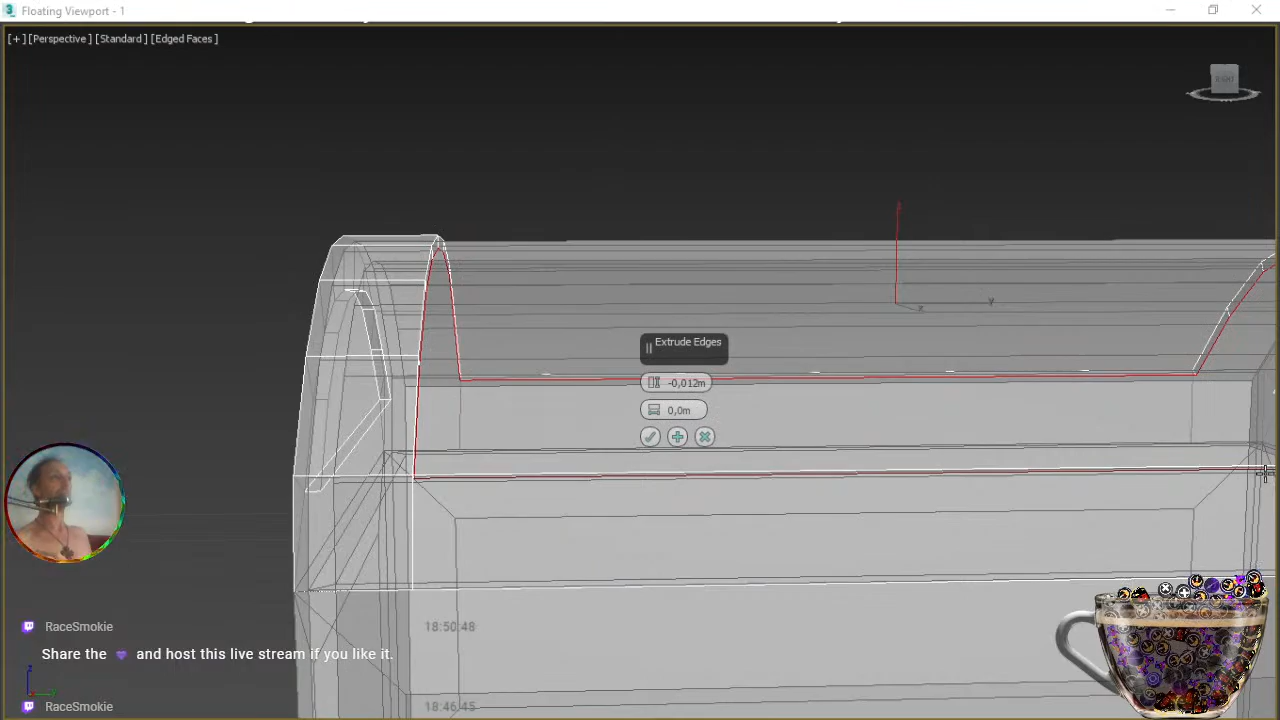 Floating Viewport - 1
[+] [Perspective] [Standard] [Edged Faces]
z
y
x
Extrude Edges
-0,012m
0,0m
18:50:48
RaceSmokie
Share the 💜 and host this live stream if you like it.
z
18:46:45
RaceSmokie